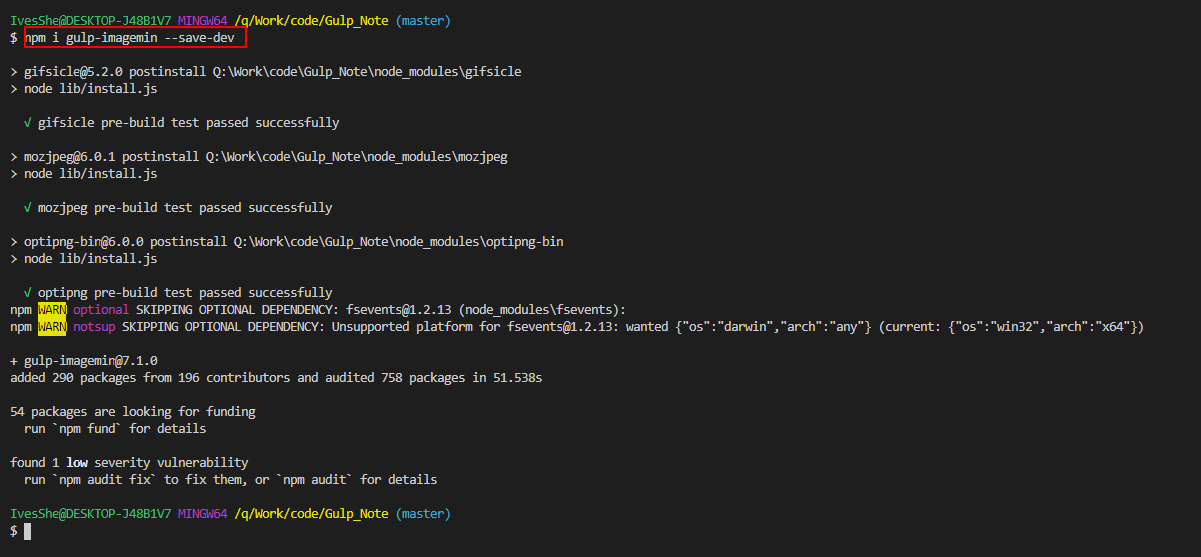 IvesShe@DESKTOP-J48B1V7 MINGW64 /q/Work/code/Gulp_Note (master)
$ npm i gulp-imagemin --save-dev
> gifsicle@5.2.0 postinstall Q:\Work\code\Gulp_Note\node_modules\gifsicle
> node lib/install.js
√ gifsicle pre-build test passed successfully
> mozjpeg@6.0.1 postinstall Q:\Work\code\Gulp_Note\node_modules\mozjpeg
> node lib/install.js
√ mozjpeg pre-build test passed successfully
> optipng-bin@6.0.0 postinstall Q:\Work\code\Gulp_Note\node_modules\optipng-bin
> node lib/install.js
√ optipng pre-build test passed successfully
npm WARN optional SKIPPING OPTIONAL DEPENDENCY: fsevents@1.2.13 (node_modules\fsevents):
npm WARN notsup SKIPPING OPTIONAL DEPENDENCY: Unsupported platform for fsevents@1.2.13: wanted {"os":"darwin","arch":"any"} (current: {"os":"win32","arch":"x64"})
+ gulp-imagemin@7.1.0
added 290 packages from 196 contributors and audited 758 packages in 51.538s
54 packages are looking for funding
run `npm fund` for details
found 1 low severity vulnerability
run `npm audit fix` to fix them, or `npm audit` for details
IvesShe@DESKTOP-J48B1V7 MINGW64 /q/Work/code/Gulp_Note (master)
$